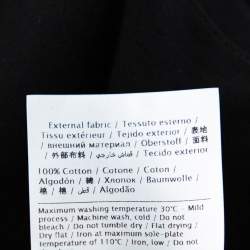 External fabric / Tessuto esterno /
Tissu extérieur / Tejido exterior / 表地
/ внешний материал / Oberstoff / 面料
/ 外部布料 / قماش خارجي / Tecido exterior
100% Cotton / Cotone / Coton /
Algodón / 綿 / Хлопок / Baumwolle /
棉 / 棉 / قطن / Algodão
Maximum washing temperature 30°C - Mild
process / Machine wash, cold / Do not
bleach / Do not tumble dry / Flat drying
/ Dry flat / Iron at maximum sole-plate
temperature of 110°C / Iron, low / Do not